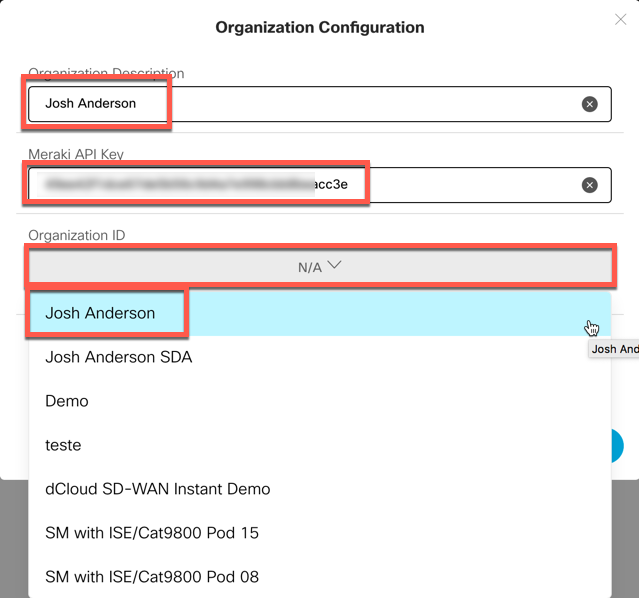 Organization Configuration
Organization Description
Josh Anderson
Meraki API Key
acc3e
Organization ID
N/A
Josh Anderson
Josh And
Josh Anderson SDA
Demo
teste
dCloud SD-WAN Instant Demo
SM with ISE/Cat9800 Pod 15
SM with ISE/Cat9800 Pod 08